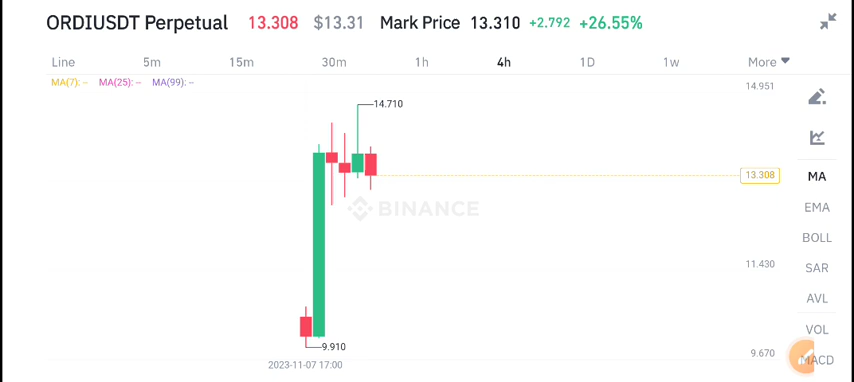 ORDIUSDT Perpetual 13.308 $13.31 Mark Price 13.310 +2.792 +26.55%
Line 5m 15m 30m 1h 4h 1D 1w More
MA(7): -- MA(25): -- MA(99): --
14.951
14.710
MA
13.308
EMA
BINANCE
BOLL
11.430
SAR
AVL
VOL
9.910
9.670
MACD
2023-11-07 17:00